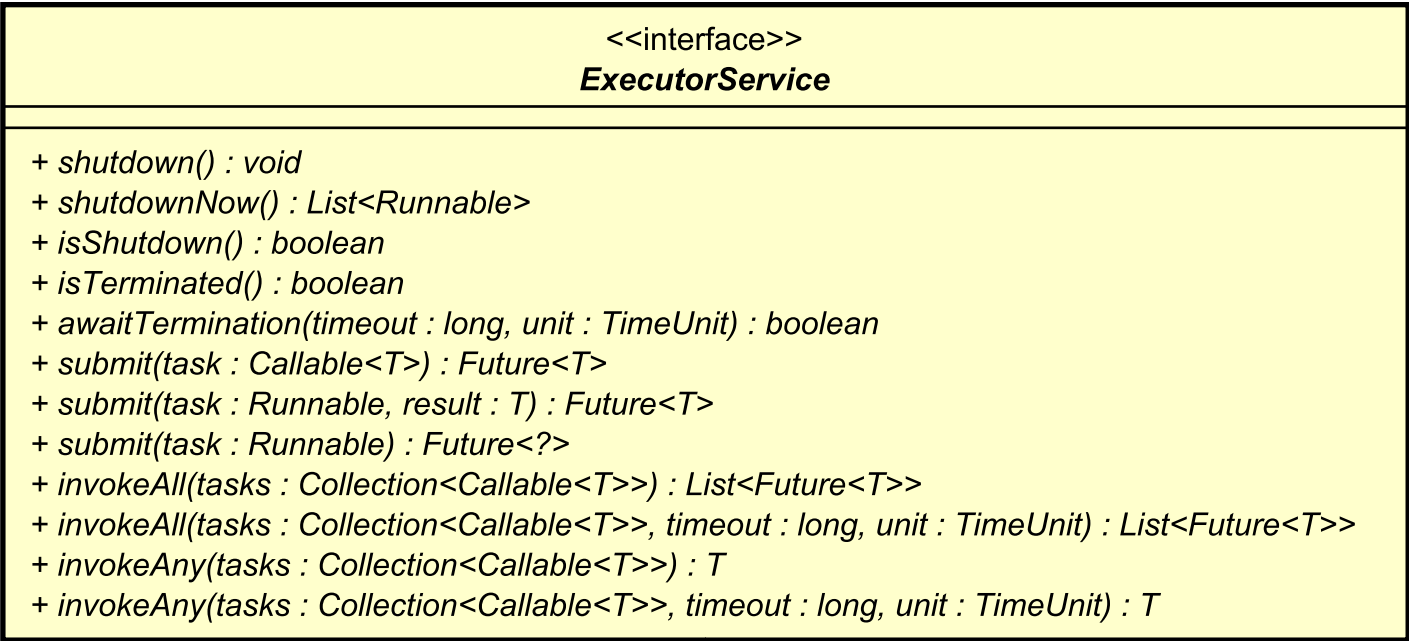 <<interface>>
ExecutorService
+ shutdown() : void
+ shutdownNow() : List<Runnable>
+ isShutdown() : boolean
+ isTerminated() : boolean
+ awaitTermination(timeout : long, unit : TimeUnit) : boolean
+ submit(task : Callable<T>) : Future<T>
+ submit(task : Runnable, result : T) : Future<T>
+ submit(task : Runnable) : Future<?>
+ invokeAll(tasks : Collection<Callable<T>>) : List<Future<T>>
+ invokeAll(tasks : Collection<Callable<T>>, timeout : long, unit : TimeUnit) : List<Future<T>>
+ invokeAny(tasks : Collection<Callable<T>>) : T
+ invokeAny(tasks : Collection<Callable<T>>, timeout : long, unit : TimeUnit) : T